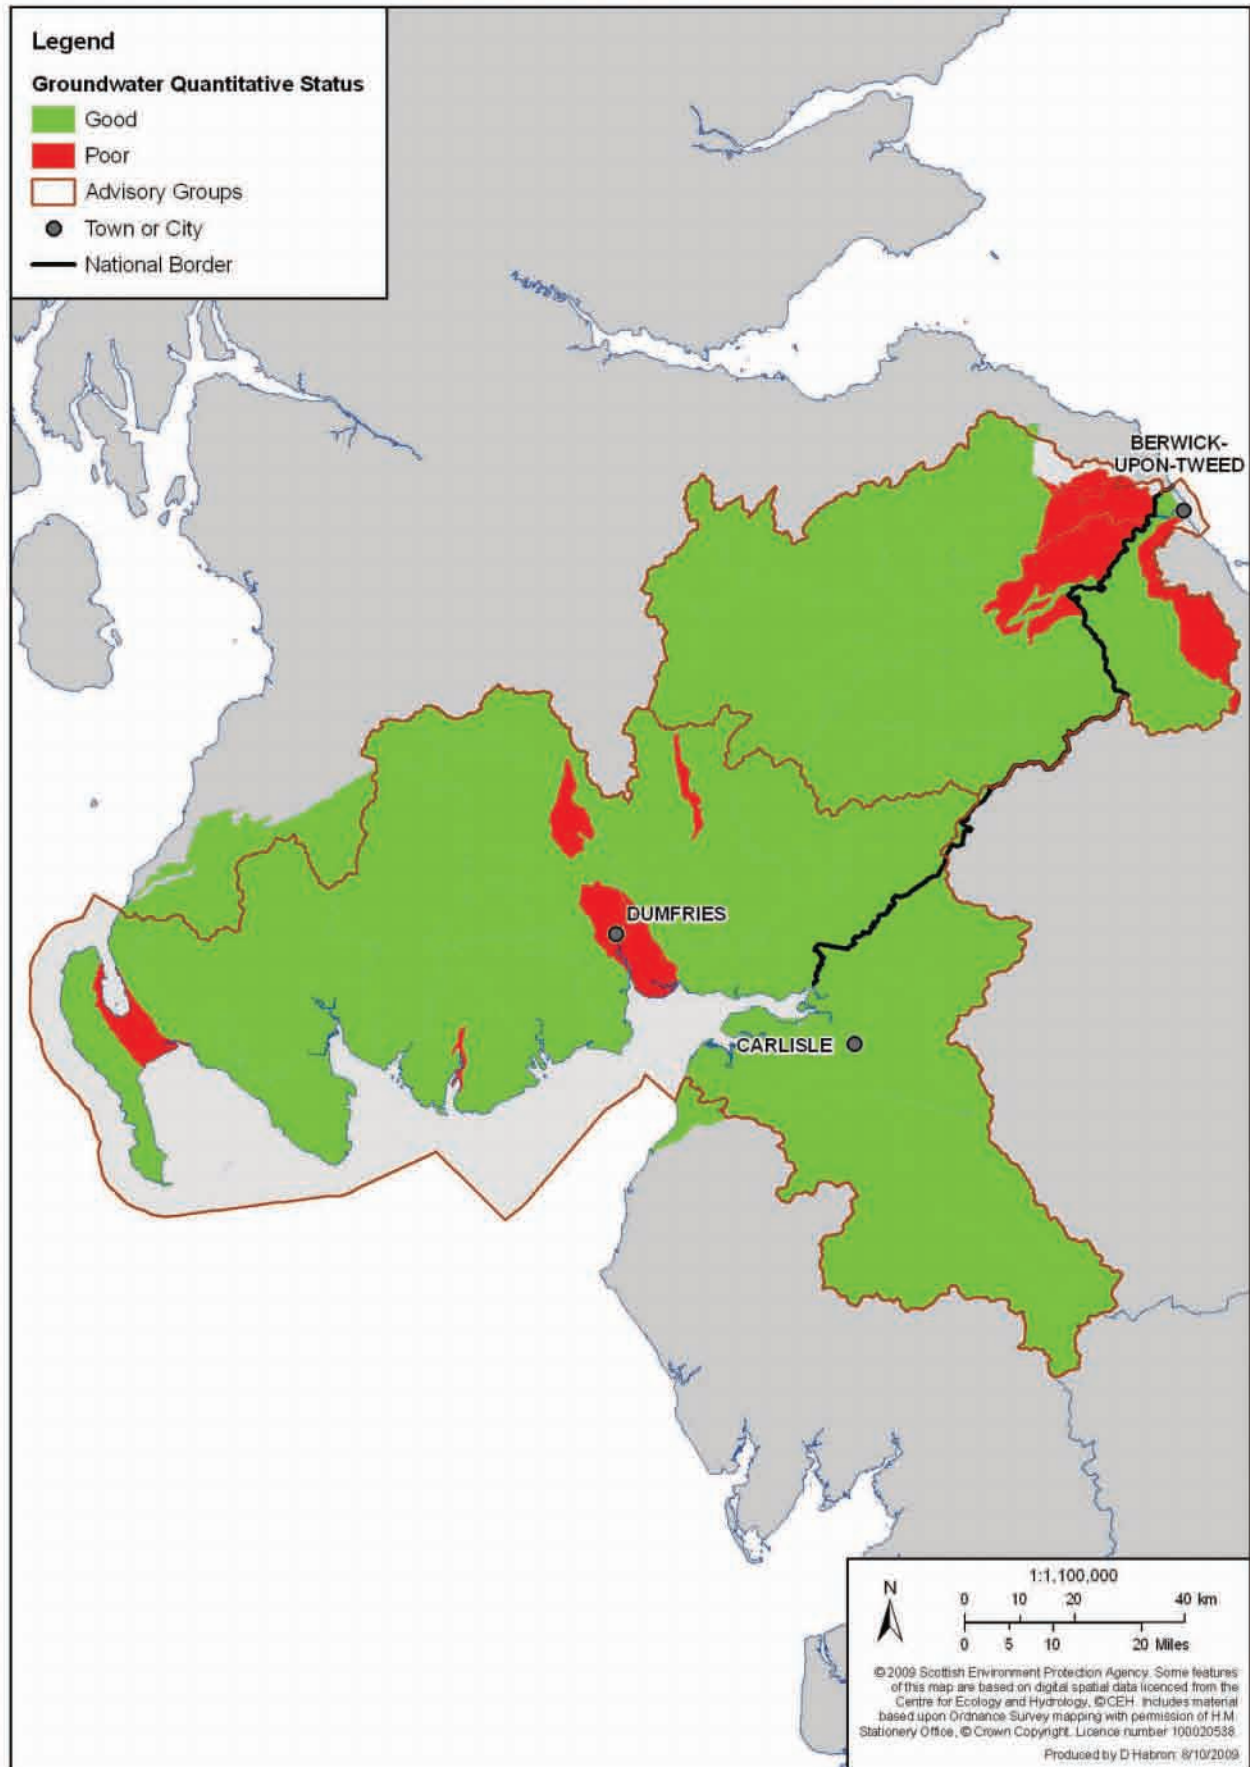 Legend
Groundwater Quantitative Status
Good
Poor
Advisory Groups
Town or City
National Border
BERWICK-
UPON-TWEED
DUMFRIES
CARLISLE
N
1:1,100,000
0 10 20 40 km
0 5 10 20 Miles
© 2009 Scottish Environment Protection Agency. Some features
of this map are based on digital spatial data licenced from the
Centre for Ecology and Hydrology, © CEH. Includes material
based upon Ordnance Survey mapping with permission of H.M.
Stationery Office, © Crown Copyright. Licence number 100020538.
Produced by D Habron: 8/10/2009